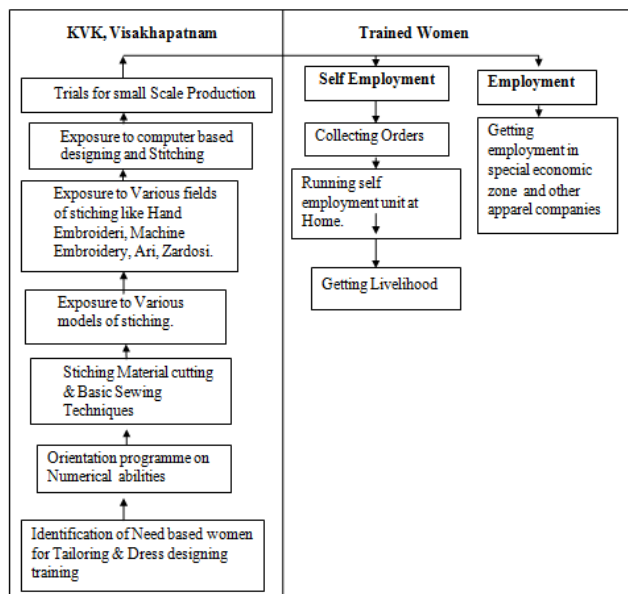 KVK, Visakhapatnam
Trials for small Scale Production
Exposure to computer based
designing and Stitching
Exposure to Various fields
of stiching like Hand
Embroideri, Machine
Embroidery, Ari, Zardosi.
Exposure to Various
models of stiching.
Stiching Material cutting
& Basic Sewing
Techniques
Orientation programme on
Numerical abilities
Identification of Need based women
for Tailoring & Dress designing
training
Trained Women
Self Employment
Collecting Orders
Running self
employment unit at
Home.
Getting Livelihood
Employment
Getting
employment in
special economic
zone and other
apparel companies